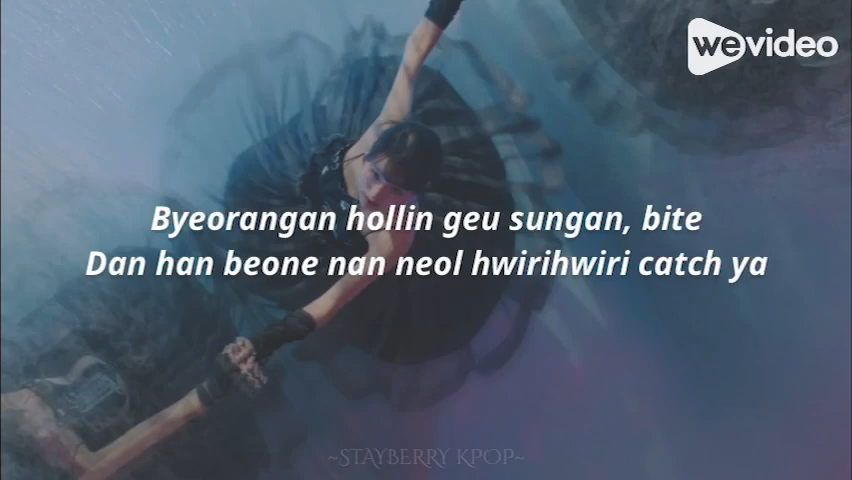 wevideo
Byeorangan hollin geu sungan, bite
Dan han beone nan neol hwirihwiri catch ya
~STAYBERRY KPOP~